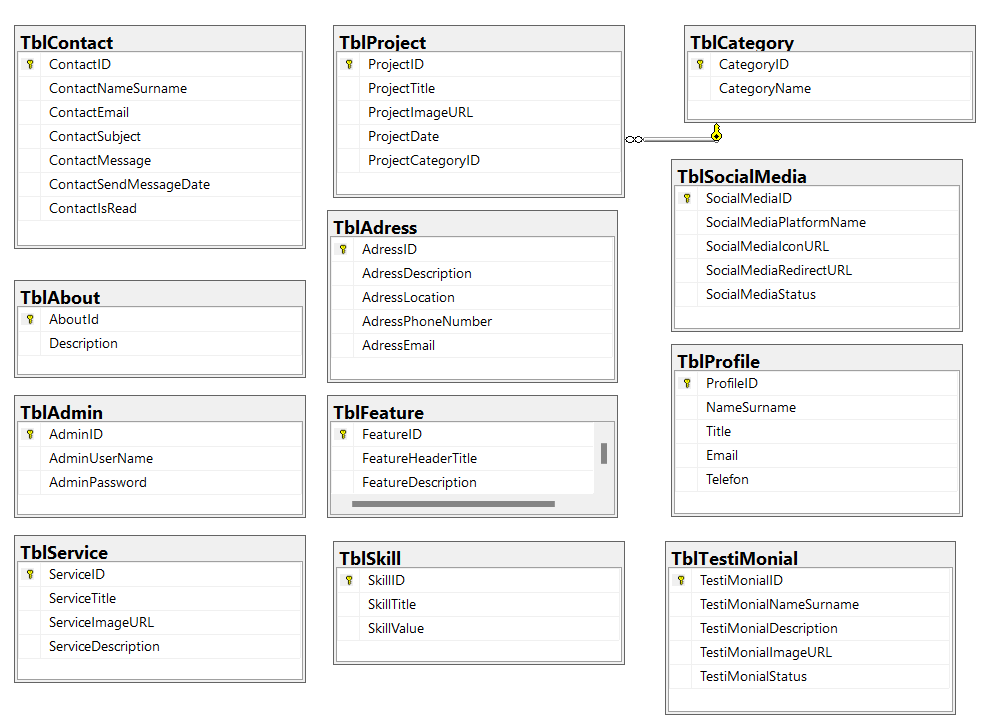 TblContact
ContactID
ContactNameSurname
ContactEmail
ContactSubject
ContactMessage
ContactSendMessageDate
ContactIsRead
TblProject
ProjectID
ProjectTitle
ProjectImageURL
ProjectDate
ProjectCategoryID
TblCategory
CategoryID
CategoryName
TblSocialMedia
SocialMediaID
SocialMediaPlatformName
SocialMediaIconURL
SocialMediaRedirectURL
SocialMediaStatus
TblAdress
AdressID
AdressDescription
AdressLocation
AdressPhoneNumber
AdressEmail
TblAbout
AboutId
Description
TblProfile
ProfileID
NameSurname
Title
Email
Telefon
TblAdmin
AdminID
AdminUserName
AdminPassword
TblFeature
FeatureID
FeatureHeaderTitle
FeatureDescription
TblService
ServiceID
ServiceTitle
ServiceImageURL
ServiceDescription
TblSkill
SkillID
SkillTitle
SkillValue
TblTestiMonial
TestiMonialID
TestiMonialNameSurname
TestiMonialDescription
TestiMonialImageURL
TestiMonialStatus